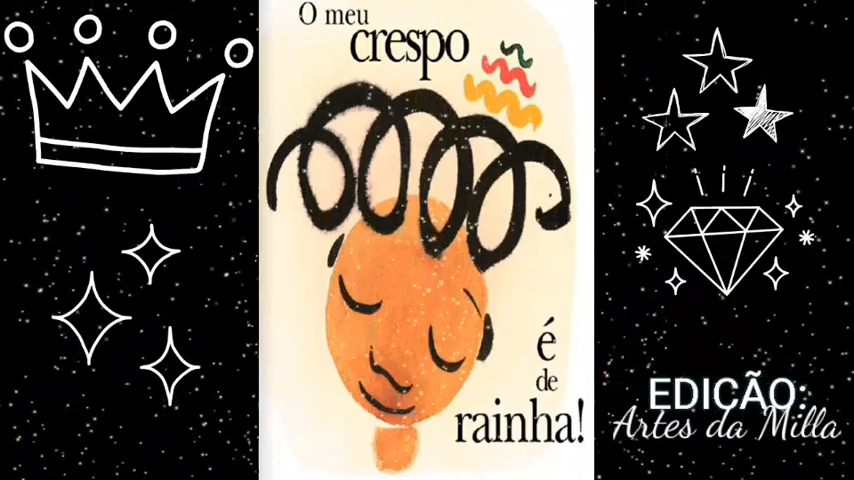 O meu
crespo
é
de
rainha!
EDIÇÃO:
Artes da Milla